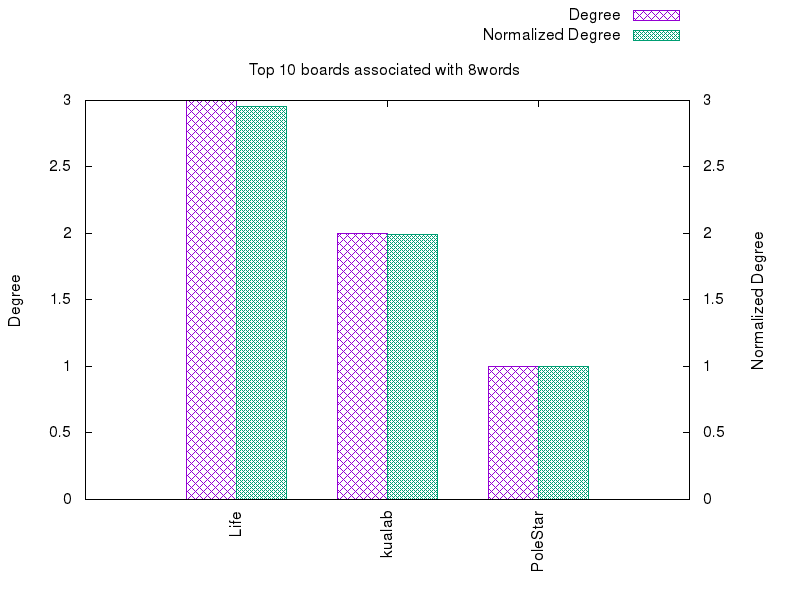 Degree
Normalized Degree
Top 10 boards associated with 8words
3
2.5
2
1.5
1
0.5
0
Degree
3
2.5
2
1.5
1
0.5
0
Normalized Degree
Life
kualab
PoleStar